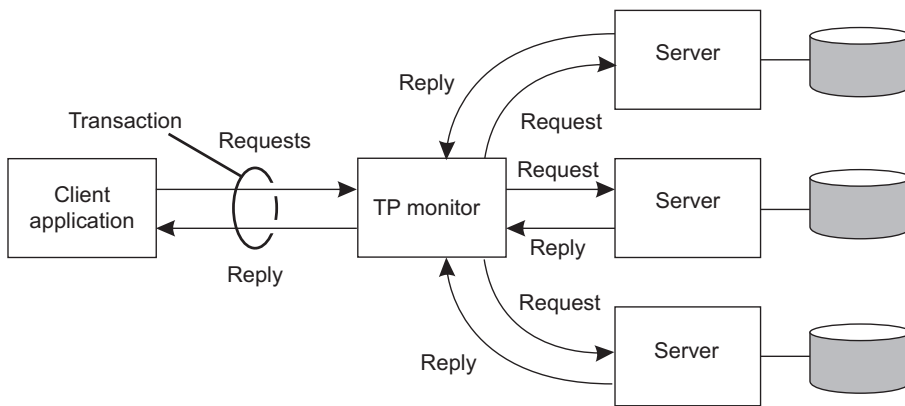 Server
Reply
Request
Transaction
Requests
Client
application
TP monitor
Request
Server
Reply
Reply
Request
Server
Reply